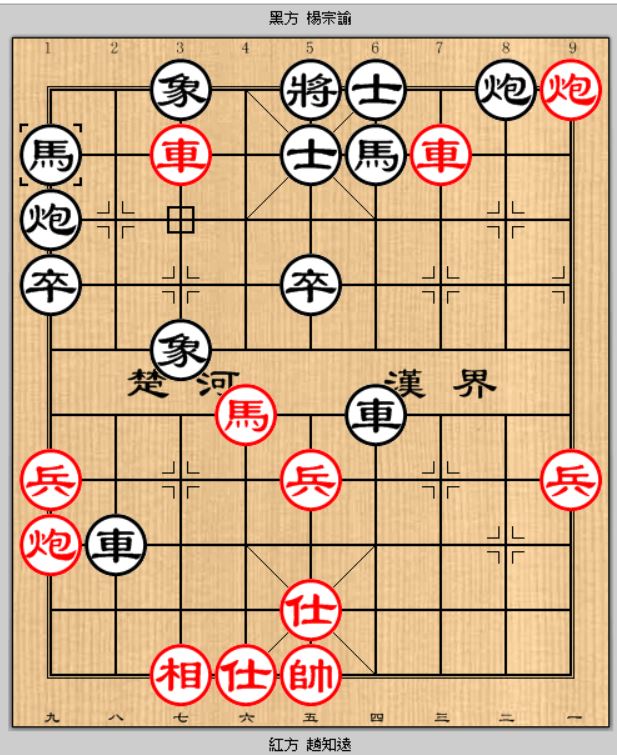 黑方 楊宗諭
1 2 3 4 5 6 7 8 9
象 將 士 炮 炮
馬 車 士 馬 車
炮
卒 卒
象
楚 河 漢 界
馬 車
兵 兵 兵
炮 車
仕
相 仕 帥
九 八 七 六 五 四 三 二 一
紅方 趙知遠